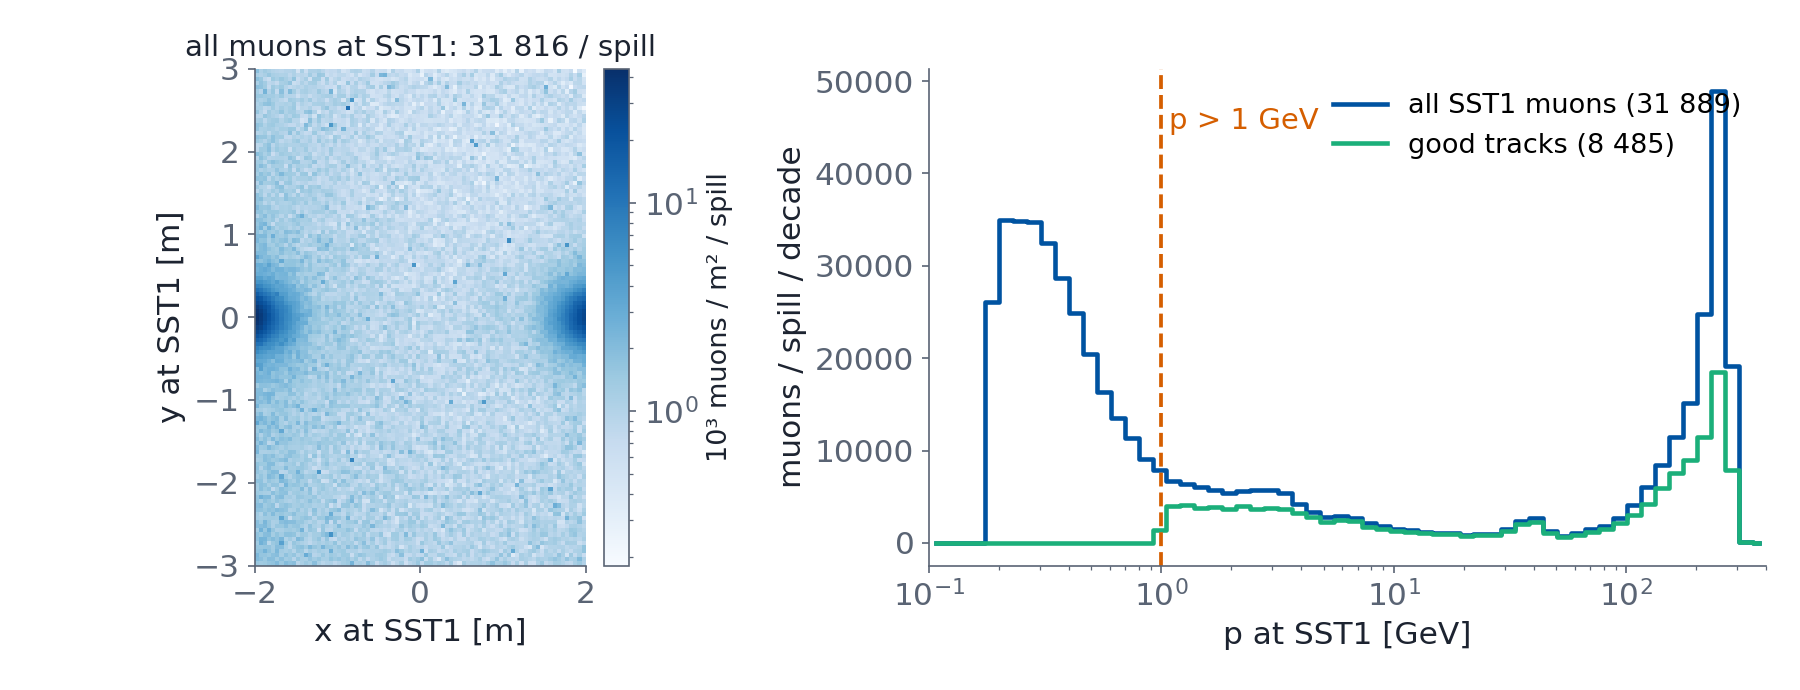 all muons at SST1: 31 816 / spill
3
2
1
0
−1
−2
−3
y at SST1 [m]
−2
0
2
x at SST1 [m]
10¹
10⁰
10³ muons / m² / spill
50000
40000
30000
20000
10000
0
muons / spill / decade
p > 1 GeV
all SST1 muons (31 889)
good tracks (8 485)
10⁻¹
10⁰
10¹
10²
p at SST1 [GeV]